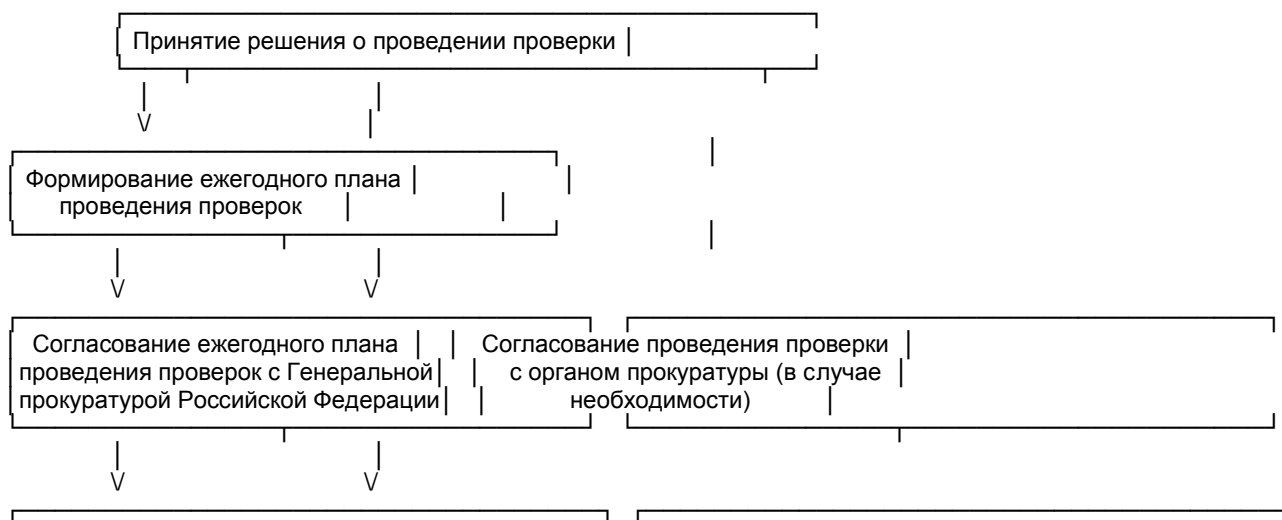 Принятие решения о проведении проверки
Формирование ежегодного плана
проведения проверок
Согласование ежегодного плана
проведения проверок с Генеральной
прокуратурой Российской Федерации
Согласование проведения проверки
с органом прокуратуры (в случае
необходимости)